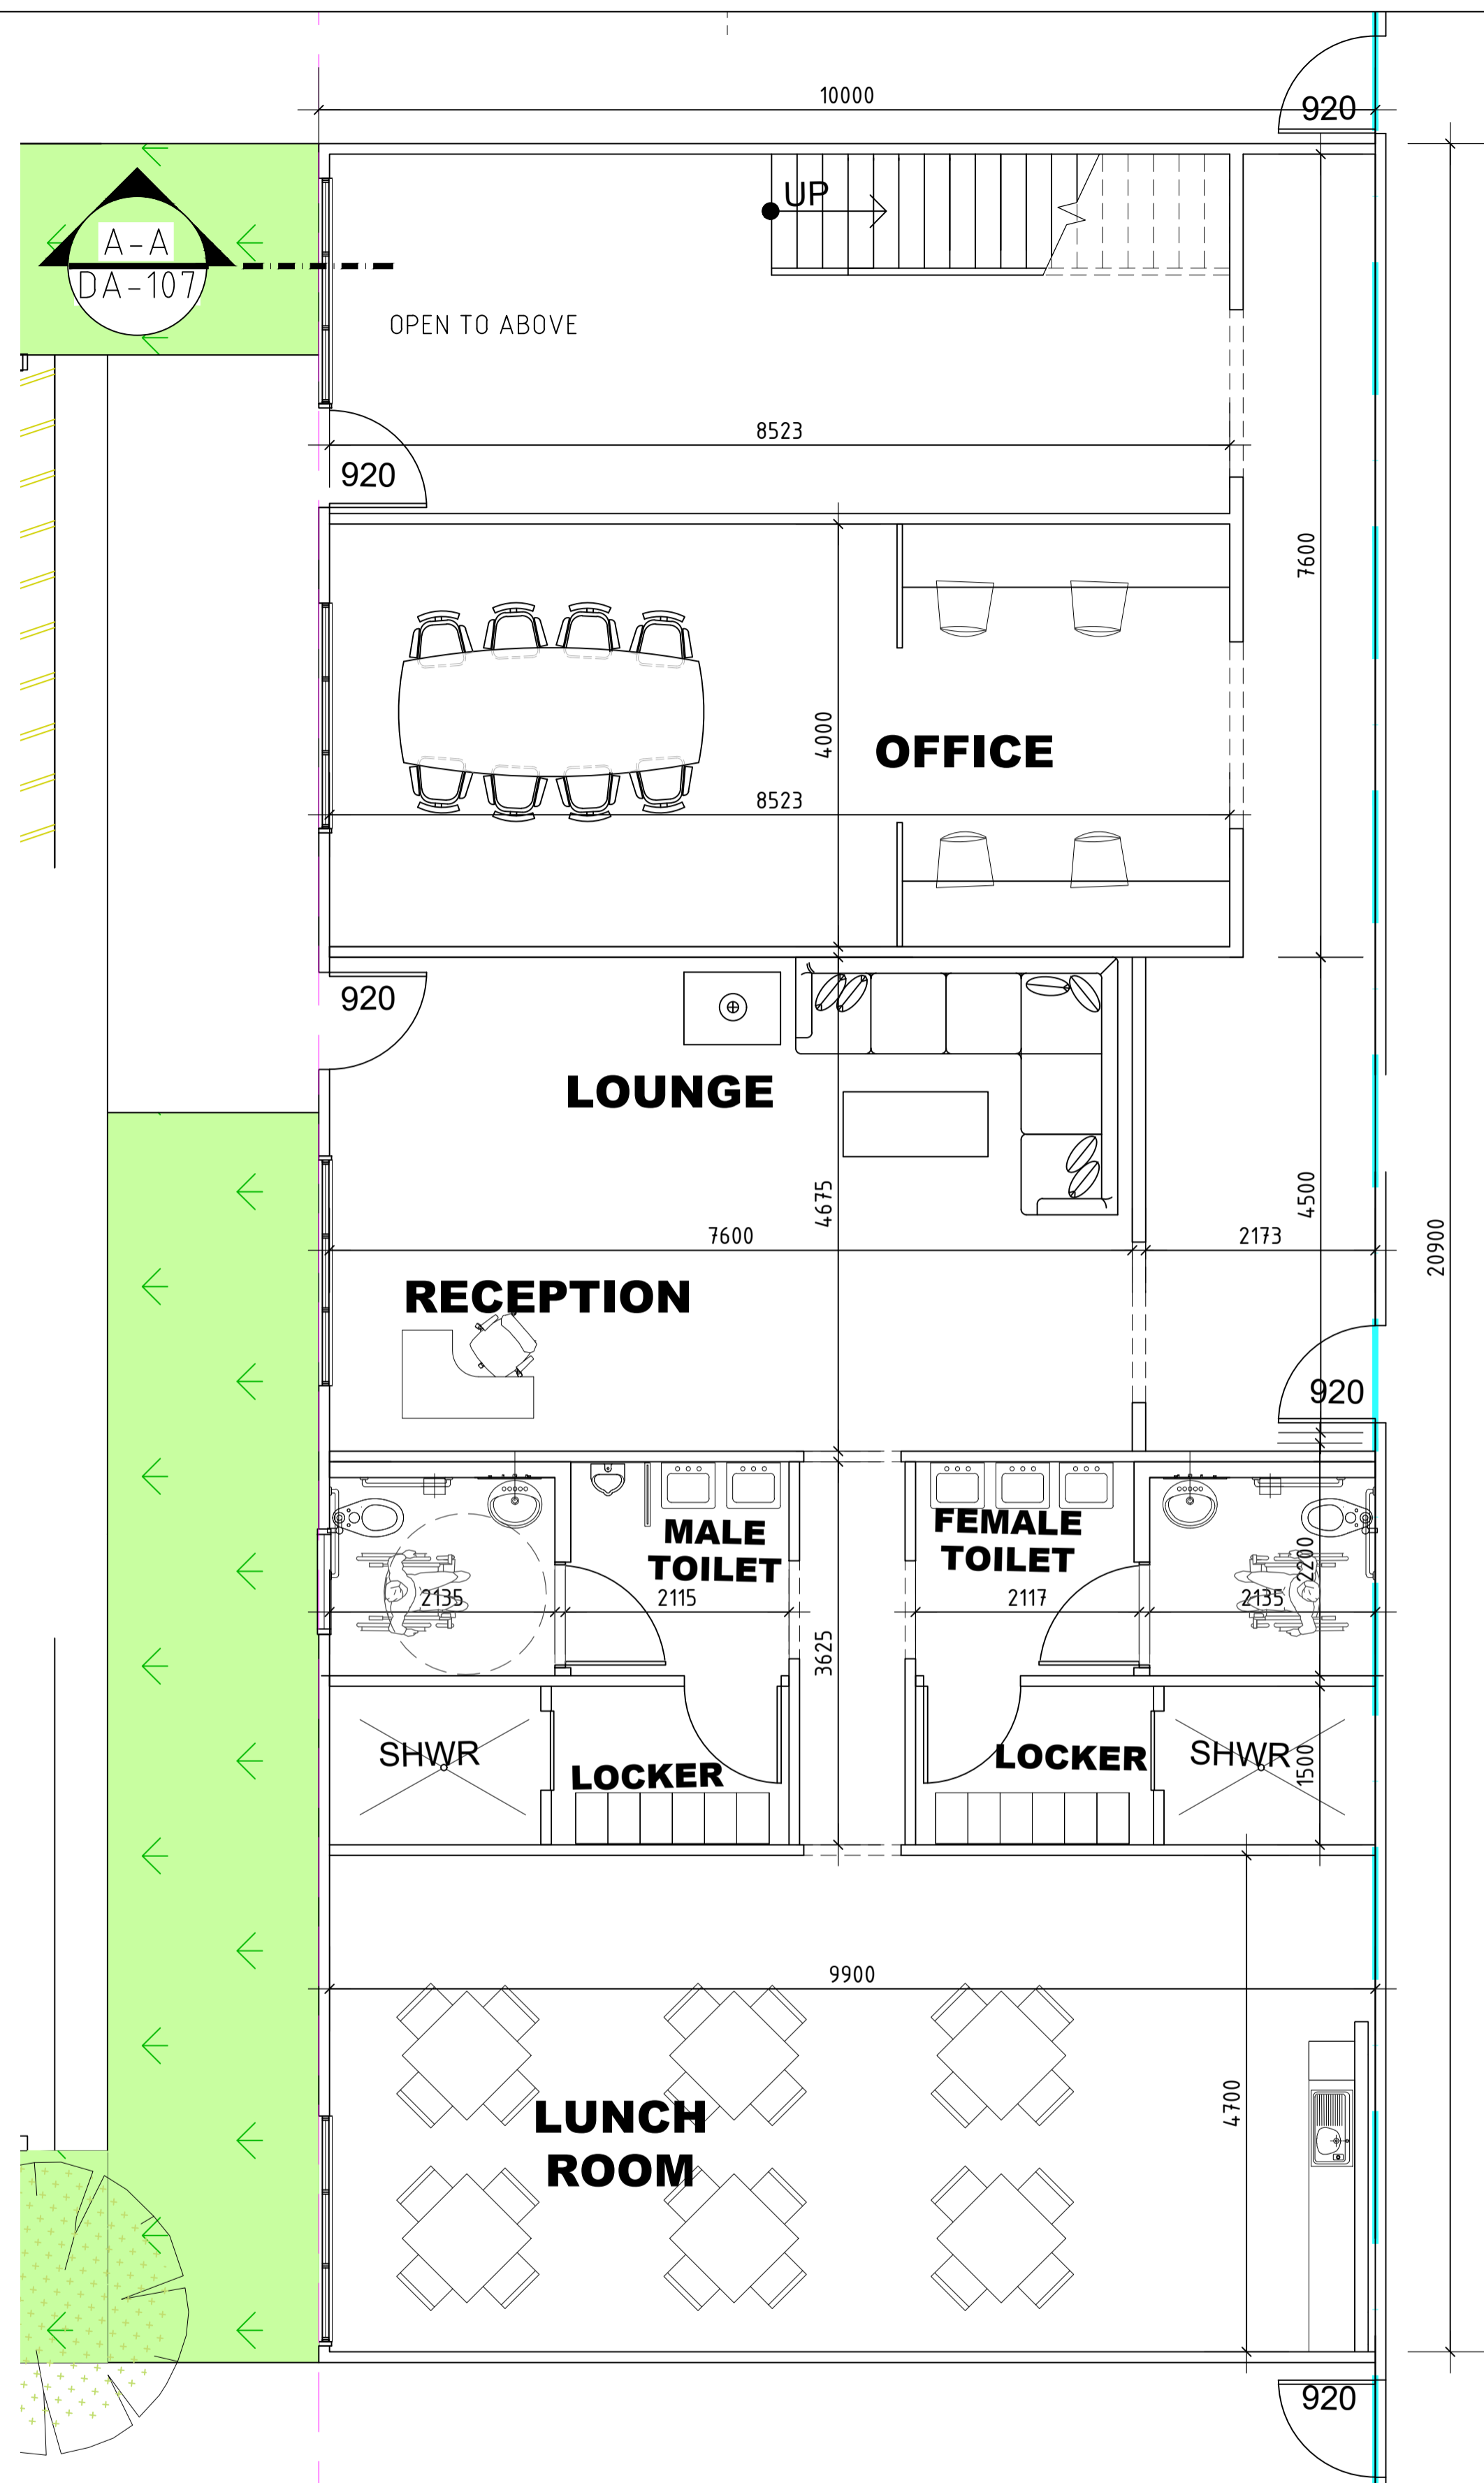 10000
920
UP
A-A
DA-107
OPEN TO ABOVE
8523
920
7600
4000
OFFICE
8523
920
LOUNGE
4675
4500
7600
2173
20900
RECEPTION
920
MALE
TOILET
FEMALE
TOILET
2200
2135
2115
2117
2135
3625
SHWR
LOCKER
LOCKER
SHWR
1500
9900
4700
LUNCH
ROOM
920